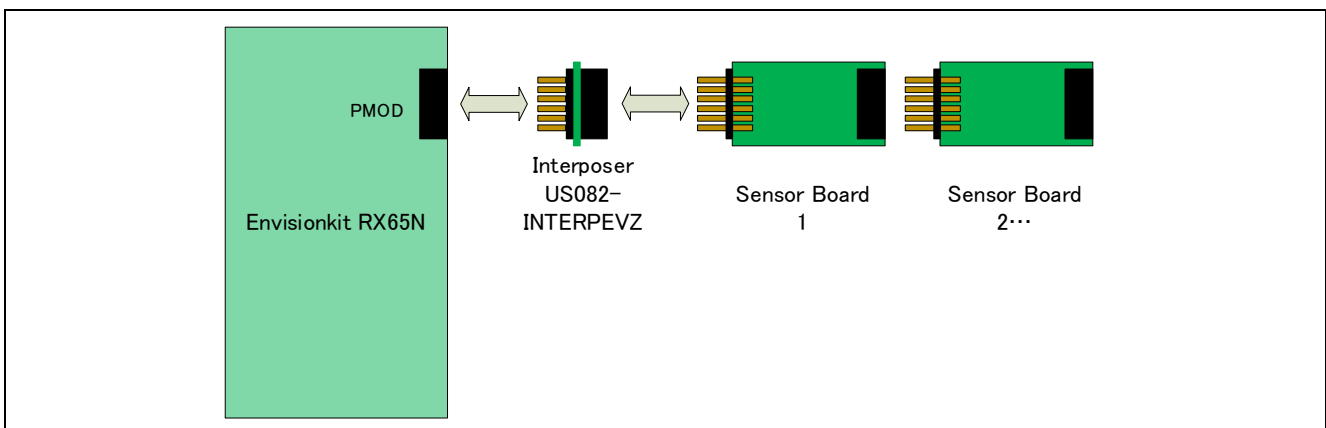 PMOD
Envisionkit RX65N
Interposer
US082-
INTERPEVZ
Sensor Board
1
Sensor Board
2⋯